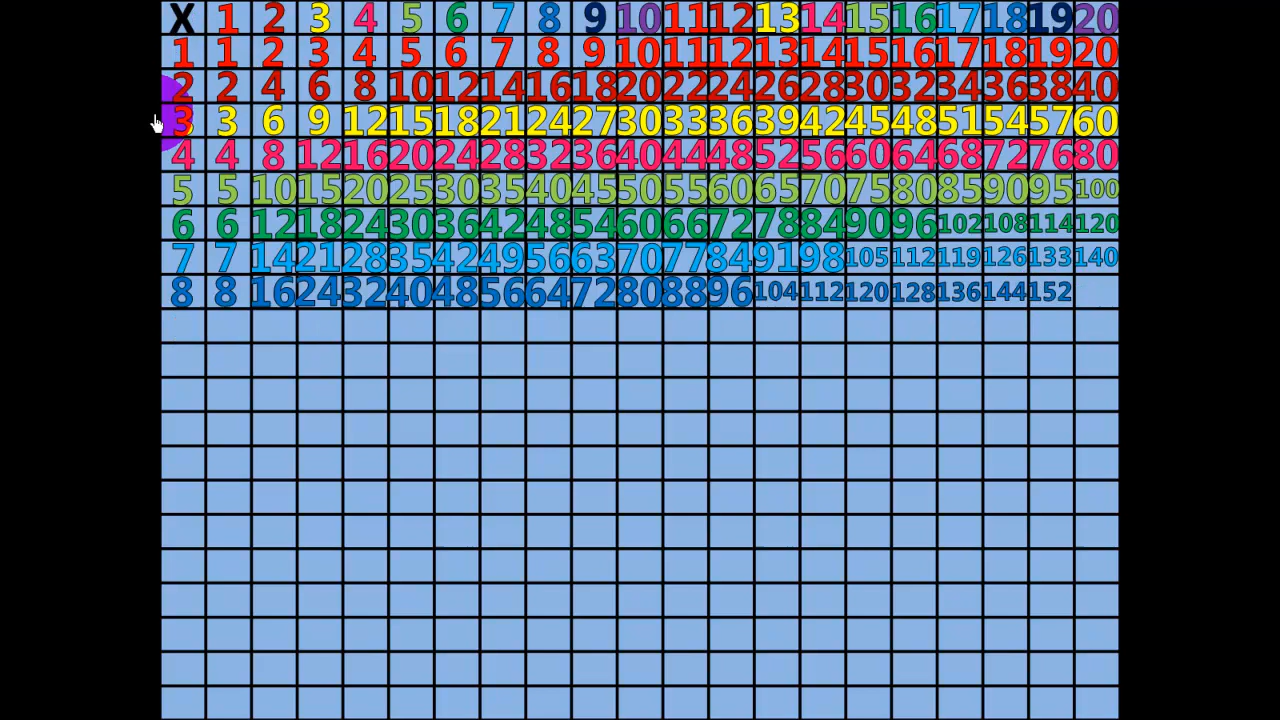 X 1 2 3 4 5 6 7 8 9 10 11 12 13 14 15 16 17 18 19 20
1 1 2 3 4 5 6 7 8 9 10 11 12 13 14 15 16 17 18 19 20
2 2 4 6 8 10 12 14 16 18 20 22 24 26 28 30 32 34 36 38 40
3 3 6 9 12 15 18 21 24 27 30 33 36 39 42 45 48 51 54 57 60
4 4 8 12 16 20 24 28 32 36 40 44 48 52 56 60 64 68 72 76 80
5 5 10 15 20 25 30 35 40 45 50 55 60 65 70 75 80 85 90 95 100
6 6 12 18 24 30 36 42 48 54 60 66 72 78 84 90 96 102 108 114 120
7 7 14 21 28 35 42 49 56 63 70 77 84 91 98 105 112 119 126 133 140
8 8 16 24 32 40 48 56 64 72 80 88 96 104 112 120 128 136 144 152